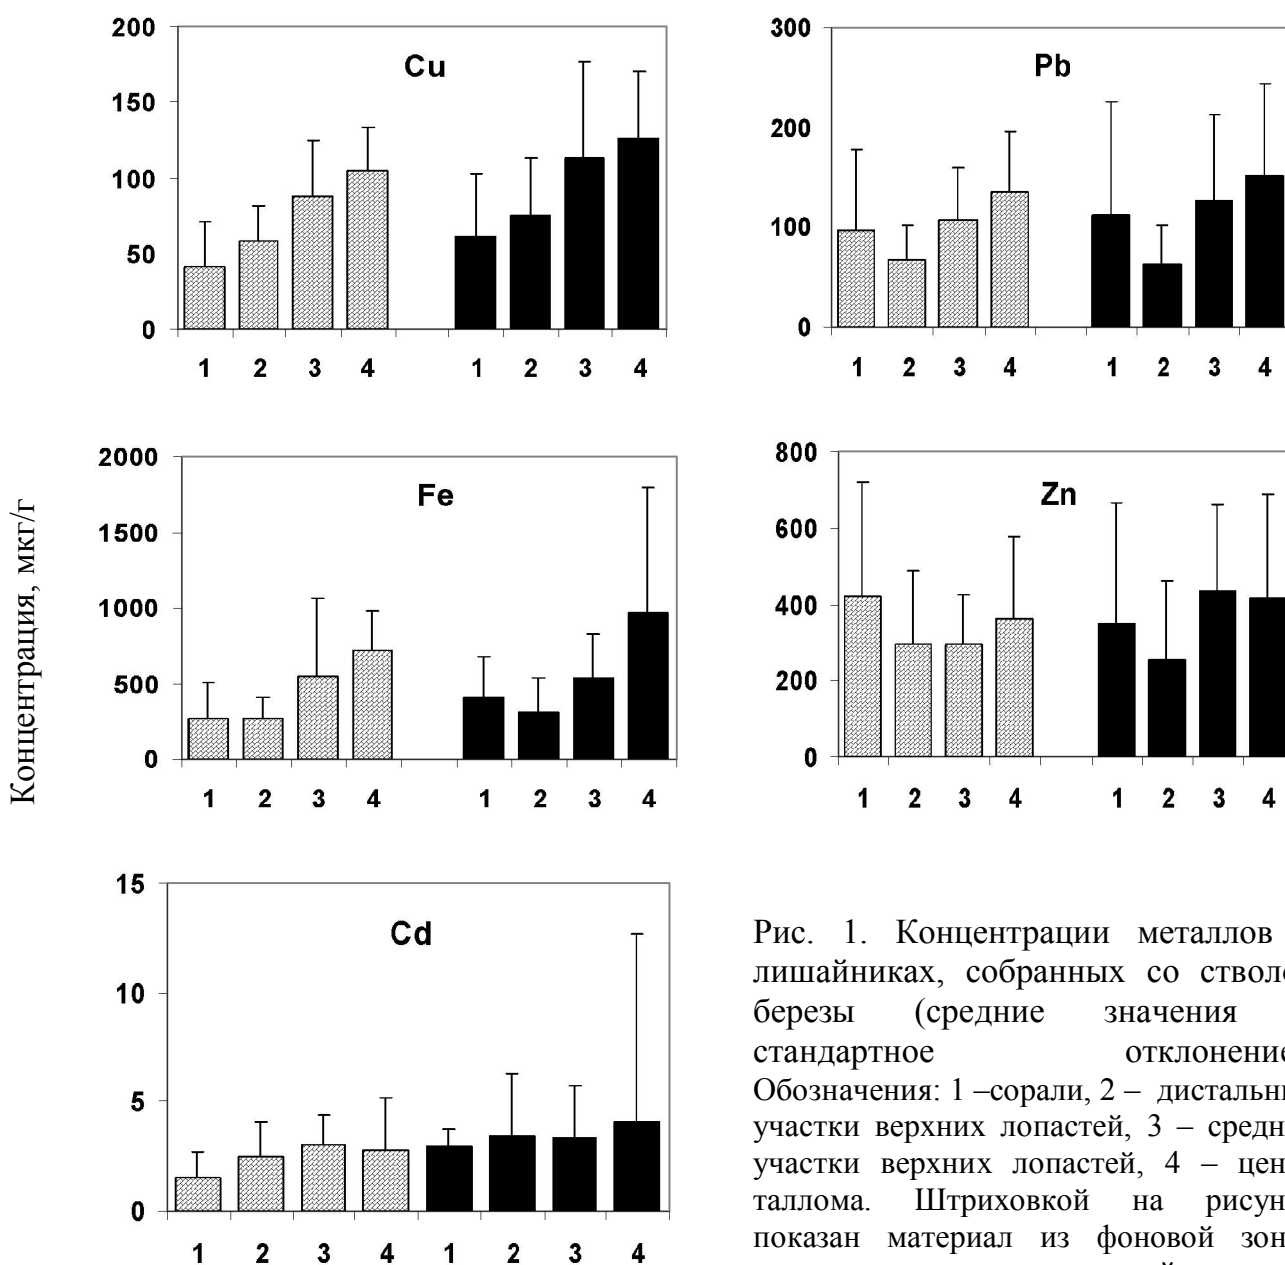 Cu
200
150
100
50
0
1 2 3 4 1 2 3 4
Pb
300
200
100
0
1 2 3 4 1 2 3 4
Концентрация, мкг/г
Fe
2000
1500
1000
500
0
1 2 3 4 1 2 3 4
Zn
800
600
400
200
0
1 2 3 4 1 2 3 4
Cd
15
10
5
0
1 2 3 4 1 2 3 4
Рис. 1. Концентрации металлов
лишайниках, собранных со ство
березы (средние значения
стандартное отклонение
Обозначения: 1 –сорали, 2 – дистальн
участки верхних лопастей, 3 – средн
участки верхних лопастей, 4 – цен
таллома. Штриховкой на рисун
показан материал из фоновой зон